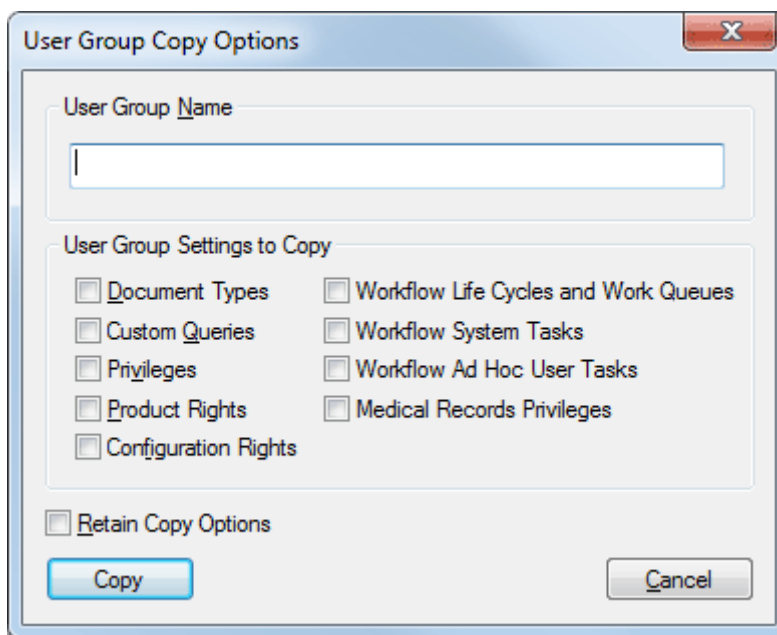 User Group Copy Options
User Group Name
User Group Settings to Copy
Document Types
Custom Queries
Privileges
Product Rights
Configuration Rights
Workflow Life Cycles and Work Queues
Workflow System Tasks
Workflow Ad Hoc User Tasks
Medical Records Privileges
Retain Copy Options
Copy
Cancel